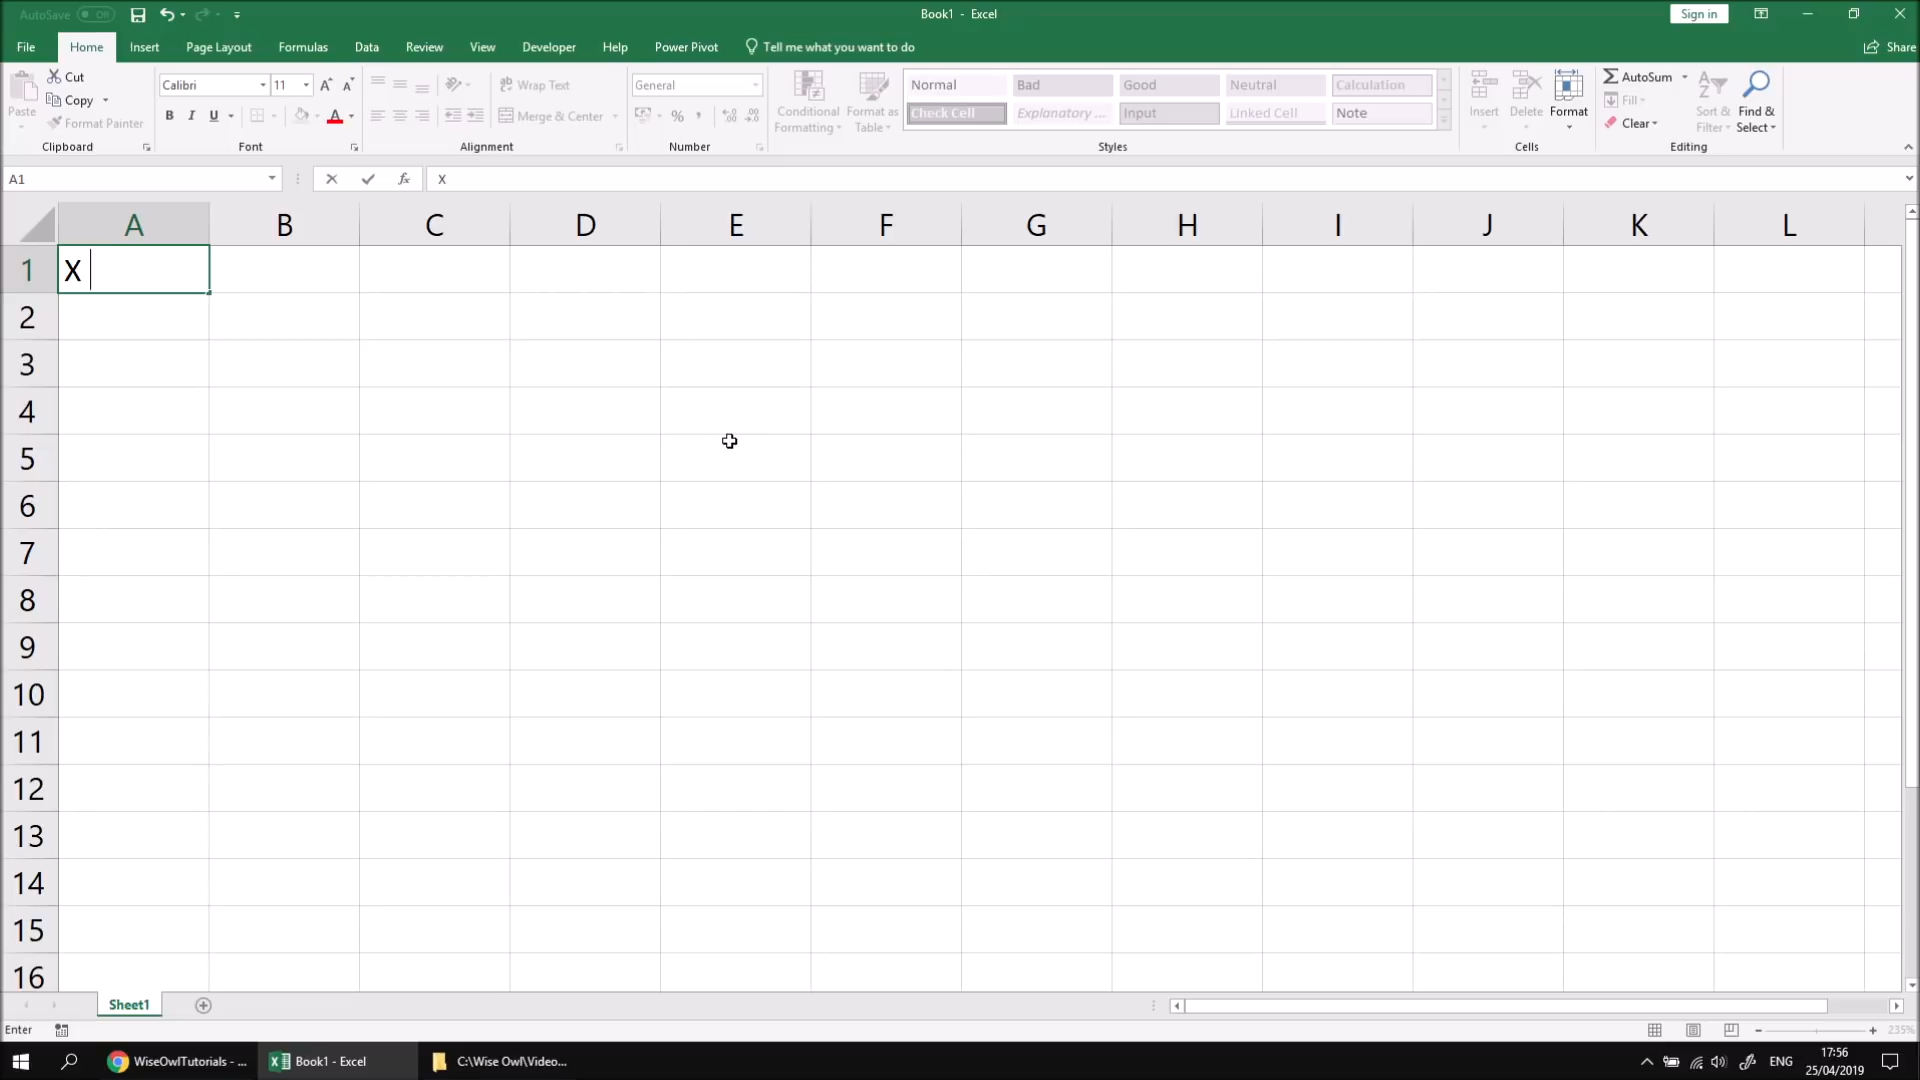 AutoSave Off Book1 - Excel Sign in
File Home Insert Page Layout Formulas Data Review View Developer Help Power Pivot Tell me what you want to do Share
Paste Cut Copy Format Painter
Calibri 11 A A
B I U A
Wrap Text
Merge & Center
General
%
Conditional Formatting Format as Table
Normal Bad Good Neutral Calculation
Check Cell Explanatory ... Input Linked Cell Note
Insert Delete Format
AutoSum
Fill
Clear
Sort & Filter Find & Select
Clipboard Font Alignment Number Styles Cells Editing
A1 fx X
A B C D E F G H I J K L
1 X
2
3
4
5
6
7
8
9
10
11
12
13
14
15
16
Sheet1
Enter 235%
WiseOwlTutorials - ... Book1 - Excel C:\Wise Owl\Video... ENG 17:56
25/04/2019